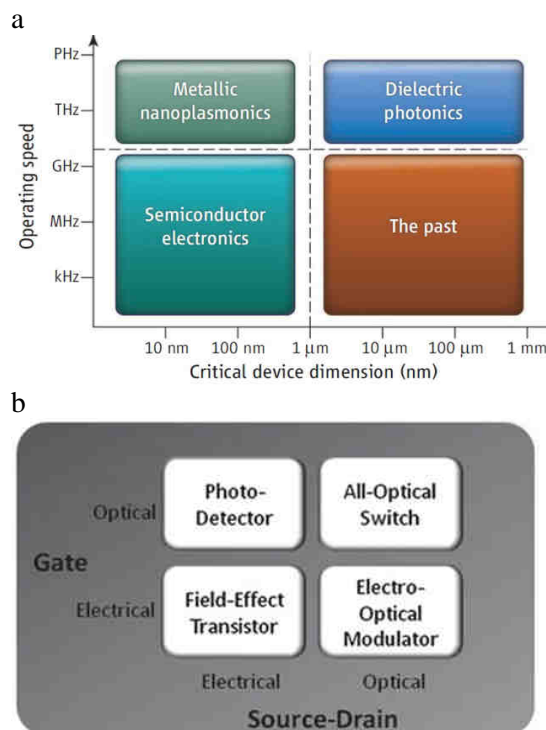 a
PHz
THz
GHz
MHz
kHz
Operating speed
Metallic
nanoplasmonics
Dielectric
photonics
Semiconductor
electronics
The past
10 nm
100 nm
1 μm
10 μm
100 μm
1 mm
Critical device dimension (nm)
b
Gate
Optical
Photo-
Detector
All-Optical
Switch
Electrical
Field-Effect
Transistor
Electro-
Optical
Modulator
Electrical
Optical
Source-Drain